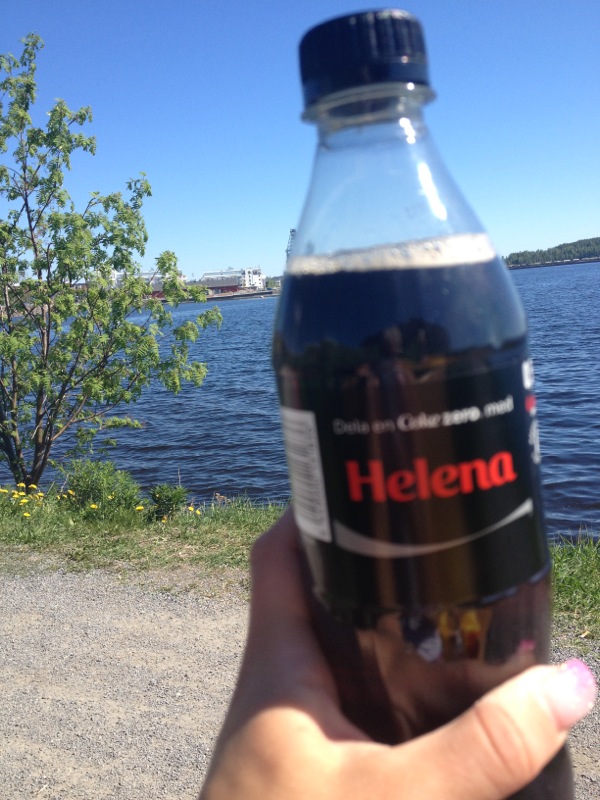 Dela en Coke zero med
Helena